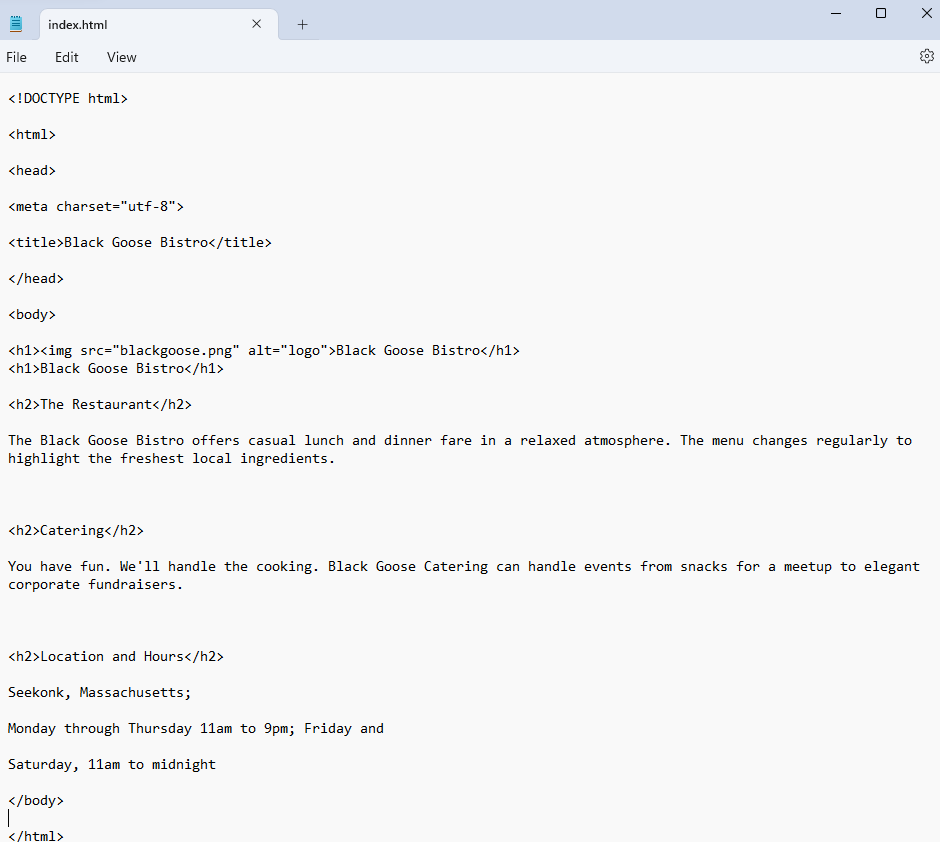 index.html
File Edit View
<!DOCTYPE html>
<html>
<head>
<meta charset="utf-8">
<title>Black Goose Bistro</title>
</head>
<body>
<h1><img src="blackgoose.png" alt="logo">Black Goose Bistro</h1>
<h1>Black Goose Bistro</h1>
<h2>The Restaurant</h2>
The Black Goose Bistro offers casual lunch and dinner fare in a relaxed atmosphere. The menu changes regularly to
highlight the freshest local ingredients.
<h2>Catering</h2>
You have fun. We'll handle the cooking. Black Goose Catering can handle events from snacks for a meetup to elegant
corporate fundraisers.
<h2>Location and Hours</h2>
Seekonk, Massachusetts;
Monday through Thursday 11am to 9pm; Friday and
Saturday, 11am to midnight
</body>
</html>